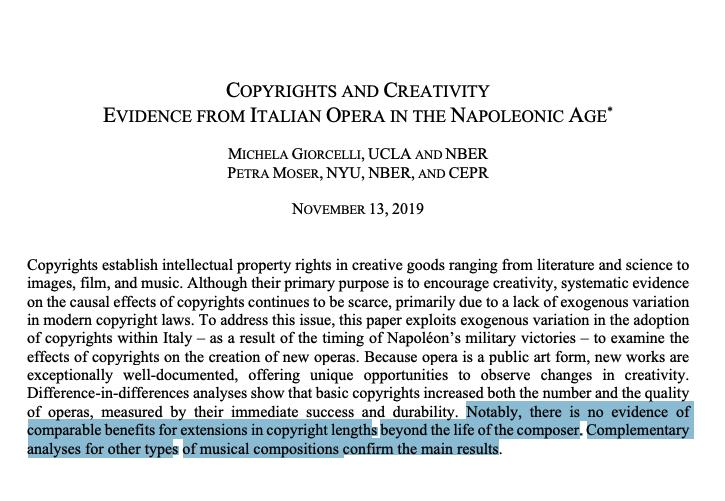 COPYRIGHTS AND CREATIVITY
EVIDENCE FROM ITALIAN OPERA IN THE NAPOLEONIC AGE*
MICHELA GIORCELLI, UCLA AND NBER
PETRA MOSER, NYU, NBER, AND CEPR
NOVEMBER 13, 2019
Copyrights establish intellectual property rights in creative goods ranging from literature and science to
images, film, and music. Although their primary purpose is to encourage creativity, systematic evidence
on the causal effects of copyrights continues to be scarce, primarily due to a lack of exogenous variation
in modern copyright laws. To address this issue, this paper exploits exogenous variation in the adoption
of copyrights within Italy – as a result of the timing of Napoléon’s military victories – to examine the
effects of copyrights on the creation of new operas. Because opera is a public art form, new works are
exceptionally well-documented, offering unique opportunities to observe changes in creativity.
Difference-in-differences analyses show that basic copyrights increased both the number and the quality
of operas, measured by their immediate success and durability. Notably, there is no evidence of
comparable benefits for extensions in copyright lengths beyond the life of the composer. Complementary
analyses for other types of musical compositions confirm the main results.